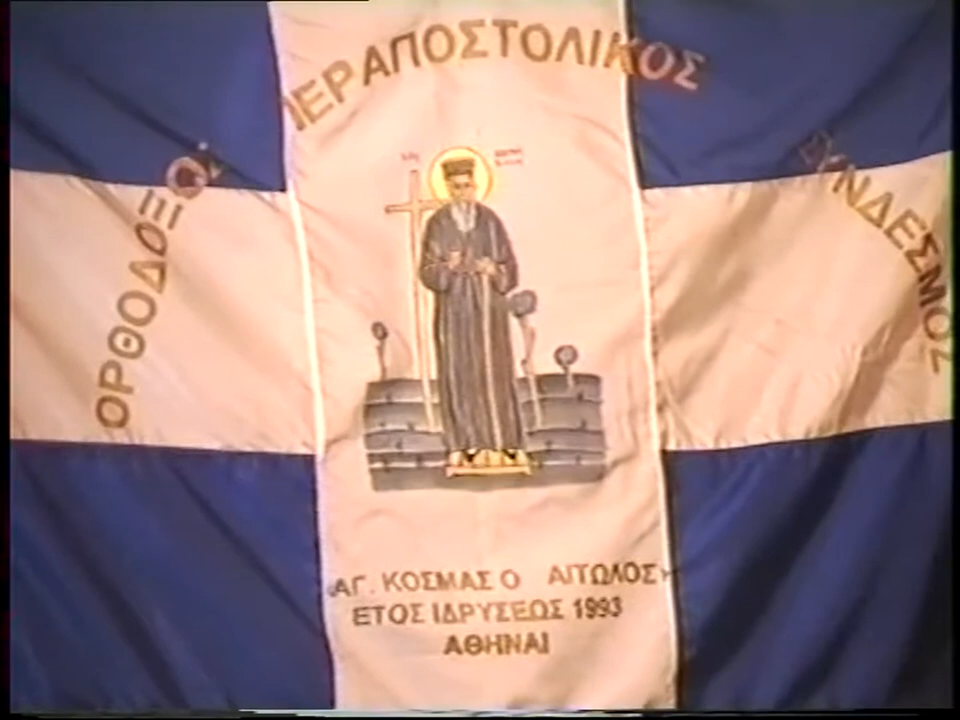 ΟΡΘΟΔΟΞΟΣ
ΙΕΡΑΠΟΣΤΟΛΙΚΟΣ
ΣΥΝΔΕΣΜΟΣ
«ΑΓ. ΚΟΣΜΑΣ Ο ΑΙΤΩΛΟΣ»
ΕΤΟΣ ΙΔΡΥΣΕΩΣ 1993
ΑΘΗΝΑΙ